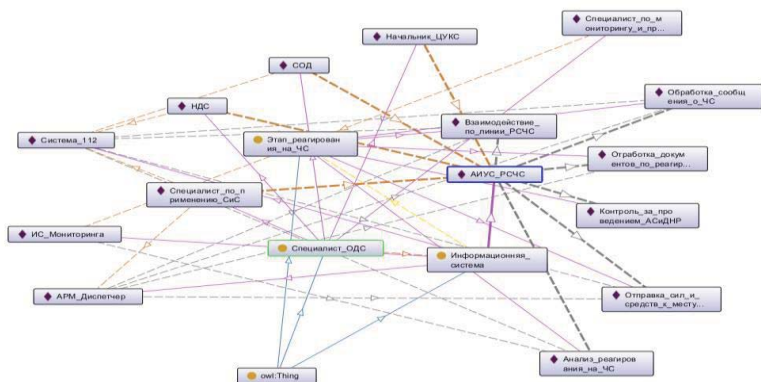 Специалист_по_м
ониторингу_и_пр...
Начальник_ЦУКС
СОД
НДС
Обработка_сообщ
ения_о_ЧС
Система_112
Этап_реагирован
ия_на_ЧС
Взаимодействие_
по_линии_РСЧС
АИУС_РСЧС
Отработка_докум
ентов_по_реагир...
Специалист_по_п
рименению_СиС
Контроль_за_про
ведением_АСиДНР
ИС_Мониторинга
Специалист_ОДС
Информационная_
система
АРМ_Диспетчер
Отправка_сил_и_
средств_к_месту...
Анализ_реагиров
ания_на_ЧС
owl:Thing